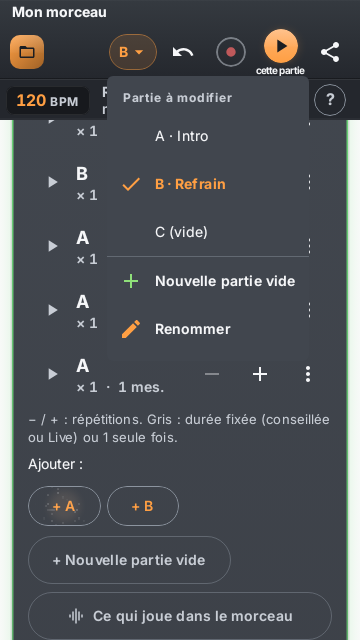 Mon morceau
B
cette partie
120 BPM
?
Partie à modifier
A · Intro
B · Refrain
C (vide)
Nouvelle partie vide
Renommer
× 1
B
× 1
A
× 1
A
× 1
A
× 1 · 1 mes.
− / + : répétitions. Gris : durée fixée (conseillée
ou Live) ou 1 seule fois.
Ajouter :
+ A
+ B
+ Nouvelle partie vide
Ce qui joue dans le morceau